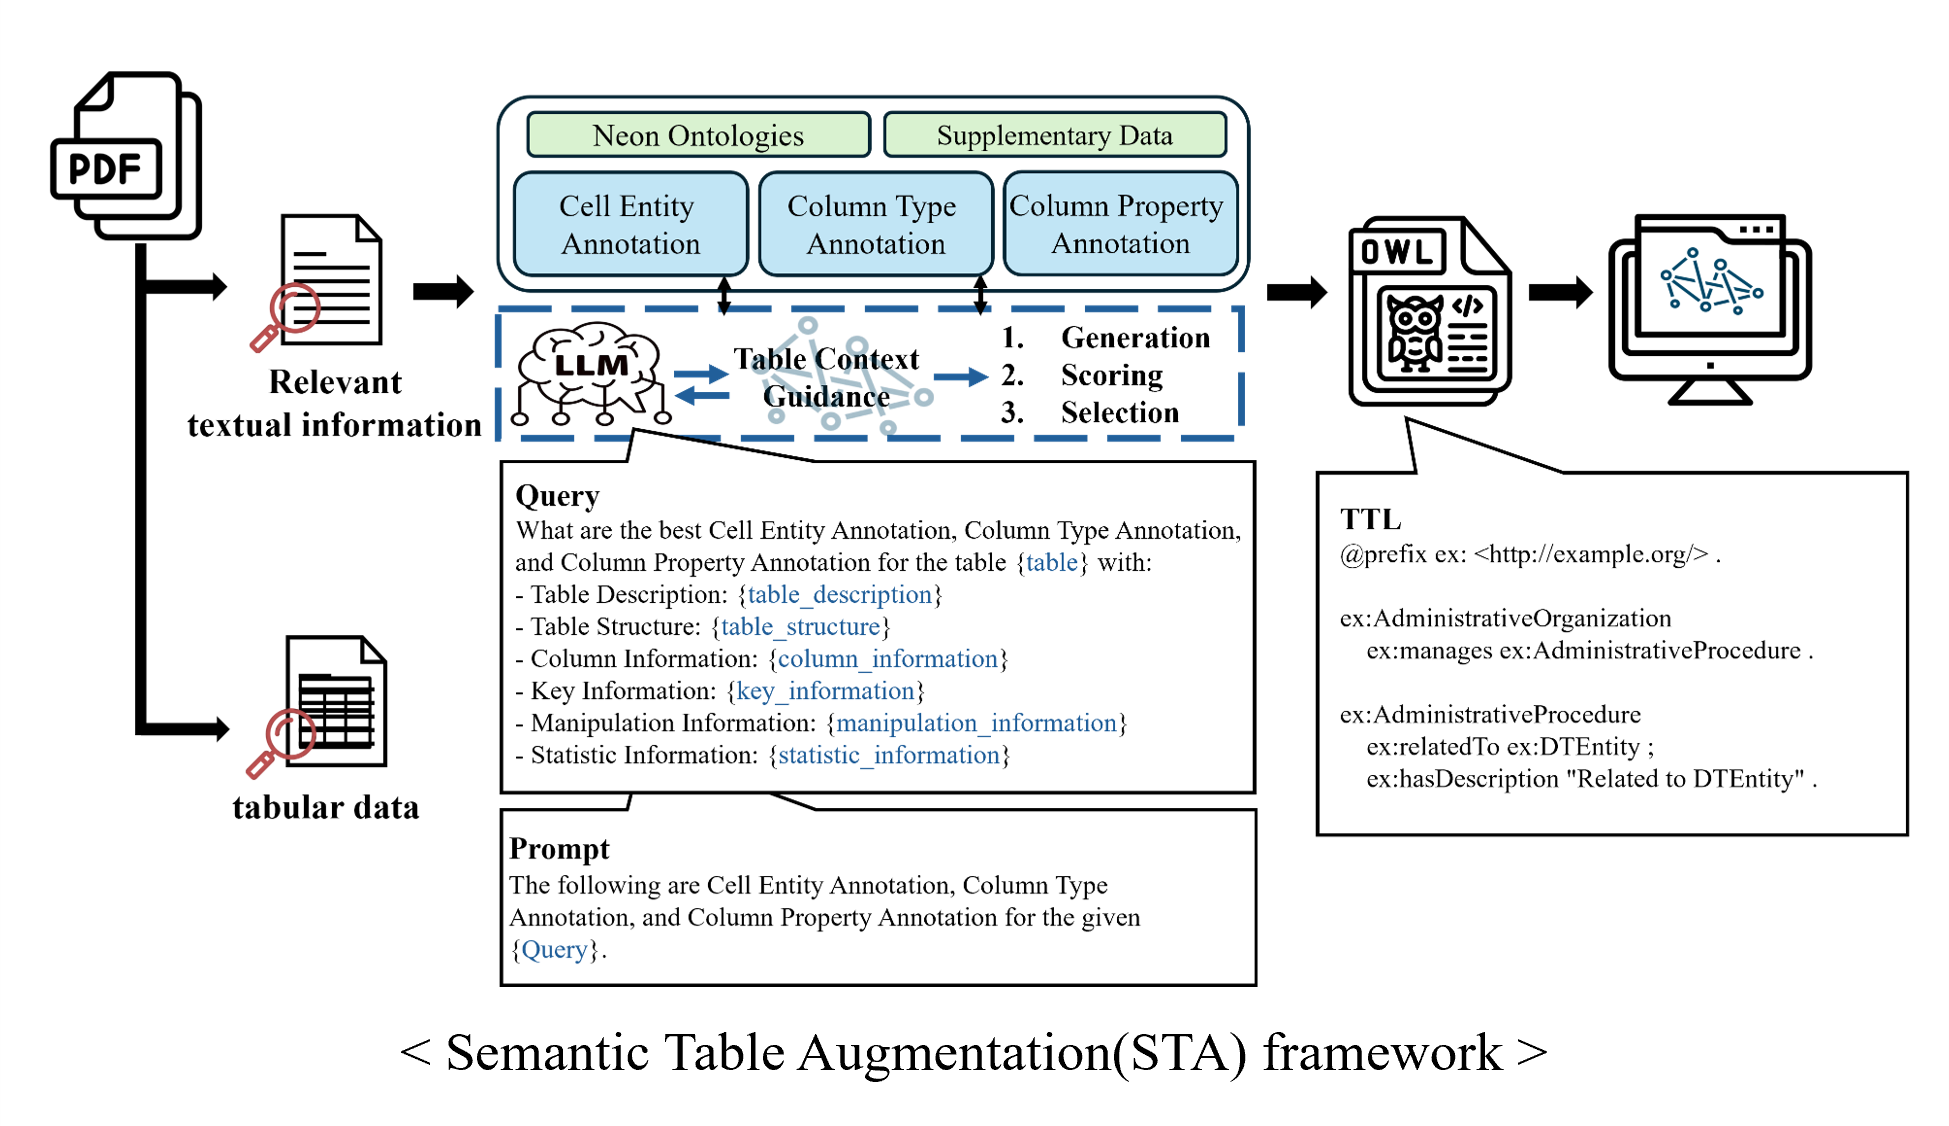 PDF
Relevant
textual information
tabular data
Neon Ontologies
Supplementary Data
Cell Entity
Annotation
Column Type
Annotation
Column Property
Annotation
LLM
Table Context
Guidance
1. Generation
2. Scoring
3. Selection
Query
What are the best Cell Entity Annotation, Column Type Annotation,
and Column Property Annotation for the table {table} with:
- Table Description: {table_description}
- Table Structure: {table_structure}
- Column Information: {column_information}
- Key Information: {key_information}
- Manipulation Information: {manipulation_information}
- Statistic Information: {statistic_information}
Prompt
The following are Cell Entity Annotation, Column Type
Annotation, and Column Property Annotation for the given
{Query}.
OWL
</>
TTL
@prefix ex: <http://example.org/> .
ex:AdministrativeOrganization
ex:manages ex:AdministrativeProcedure .
ex:AdministrativeProcedure
ex:relatedTo ex:DTEntity ;
ex:hasDescription "Related to DTEntity" .
< Semantic Table Augmentation(STA) framework >